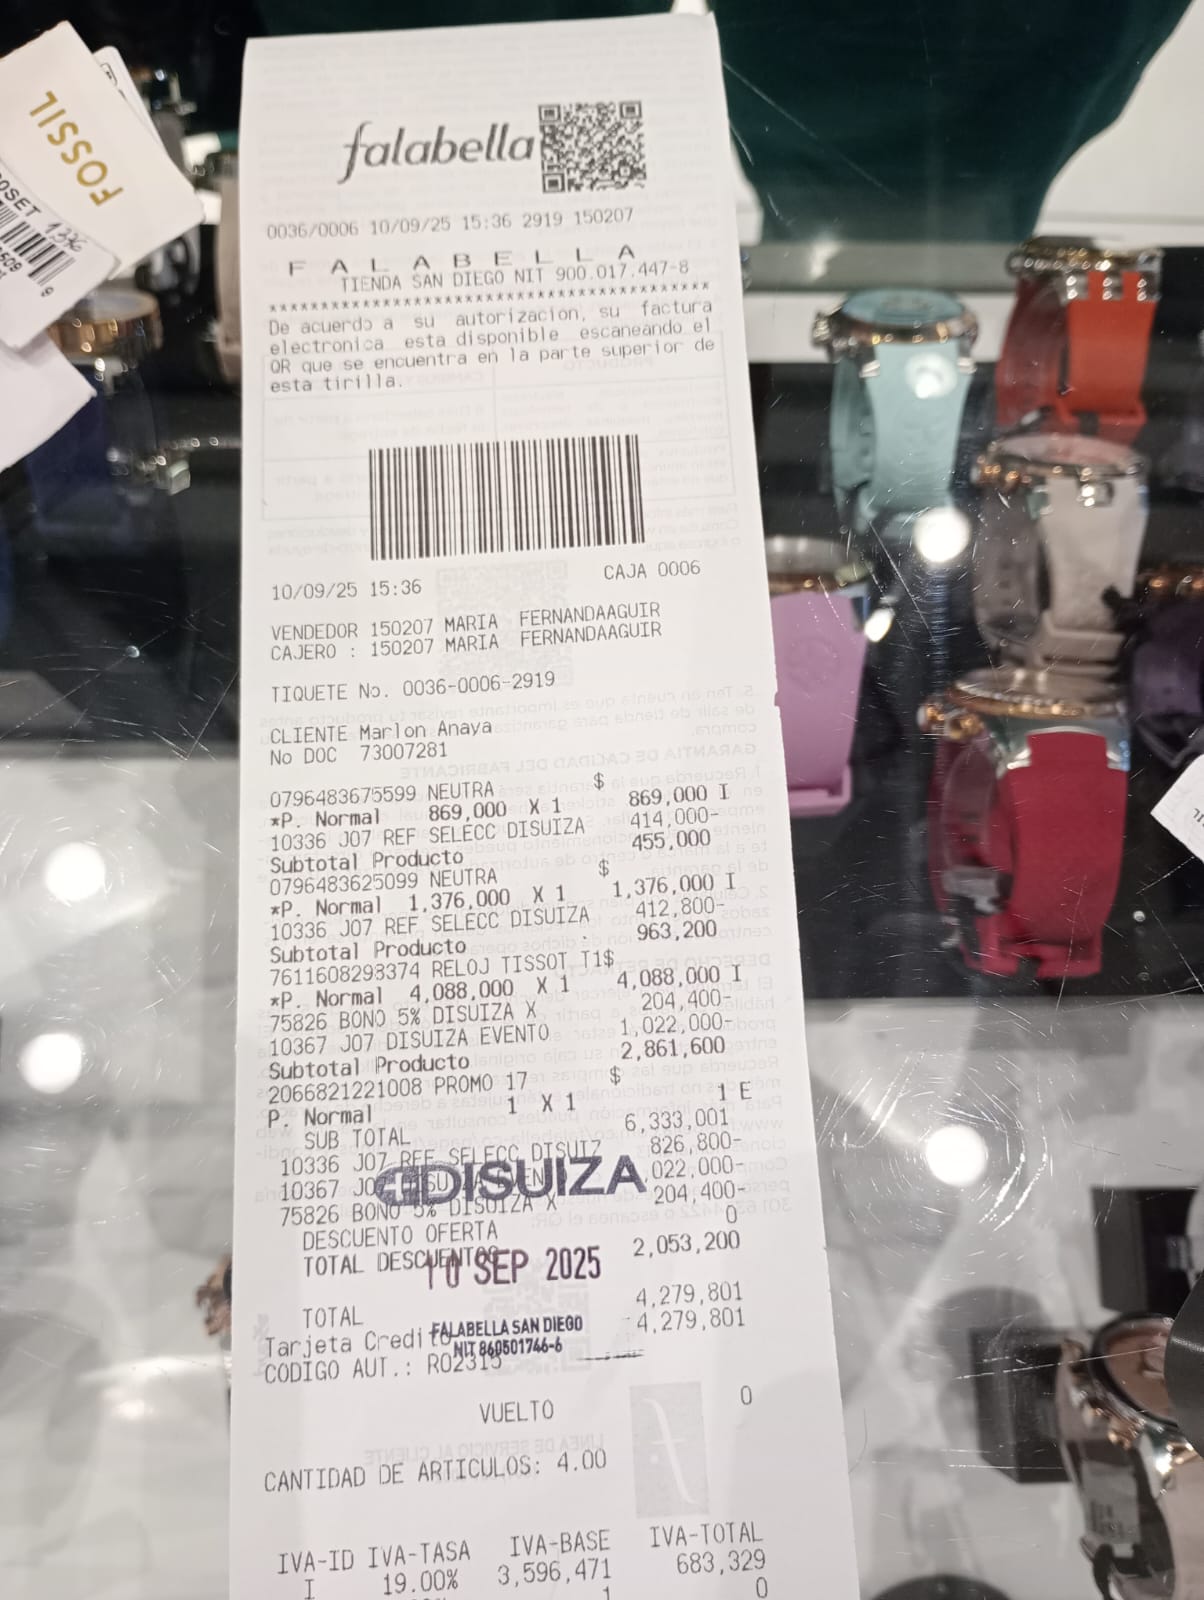 FOSSIL
falabella
0036/0006 10/09/25 15:36 2919 150207
F A L A B E L L A
TIENDA SAN DIEGO NIT 900.017.447-8
******************************************
De acuerdo a su autorizacion, su factura
electronica esta disponible escaneando el
QR que se encuentra en la parte superior de
esta tirilla.
10/09/25 15:36 CAJA 0006
VENDEDOR 150207 MARIA FERNANDAAGUIR
CAJERO : 150207 MARIA FERNANDAAGUIR
TIQUETE No. 0036-0006-2919
CLIENTE Marlon Anaya
No DOC 73007281
0796483675599 NEUTRA $
*P. Normal 869,000 X 1 869,000 I
10336 J07 REF SELECC DISUIZA 414,000-
Subtotal Producto 455,000
0796483625099 NEUTRA $
*P. Normal 1,376,000 X 1 1,376,000 I
10336 J07 REF SELECC DISUIZA 412,800-
Subtotal Producto 963,200
7611608298374 RELOJ TISSOT T1$
*P. Normal 4,088,000 X 1 4,088,000 I
75826 BONO 5% DISUIZA X 204,400-
10367 J07 DISUIZA EVENTO 1,022,000-
Subtotal Producto 2,861,600
2066821221008 PROMO 17 $
P. Normal 1 X 1 1 E
SUB TOTAL 6,333,001
10336 J07 REF SELECC DISUIZ 826,800-
10367 ,022,000-
DISUIZA
75826 BONO 5% DISUIZA X 204,400-
DESCUENTO OFERTA 0
TOTAL DESCUENTOS 2,053,200
10 SEP 2025
TOTAL 4,279,801
Tarjeta Credito 4,279,801
FALABELLA SAN DIEGO
NIT 860501746-6
CODIGO AUT.: R02315
VUELTO 0
CANTIDAD DE ARTICULOS: 4.00
IVA-ID IVA-TASA IVA-BASE IVA-TOTAL
I 19.00% 3,596,471 683,329
1 0